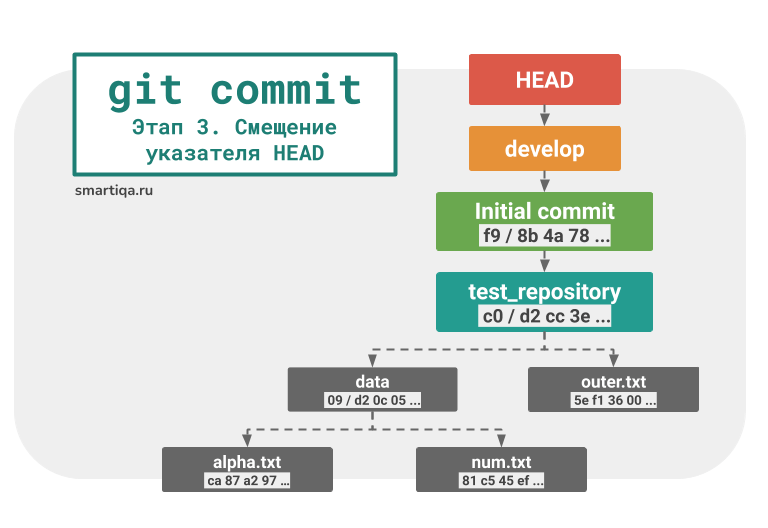 git commit
Этап 3. Смещение
указателя HEAD
smartiqa.ru
HEAD
develop
Initial commit
f9 / 8b 4a 78 ...
test_repository
c0 / d2 cc 3e ...
data
09 / d2 0c 05 ...
outer.txt
5e f1 36 00 ...
alpha.txt
ca 87 a2 97 ...
num.txt
81 c5 45 ef ...